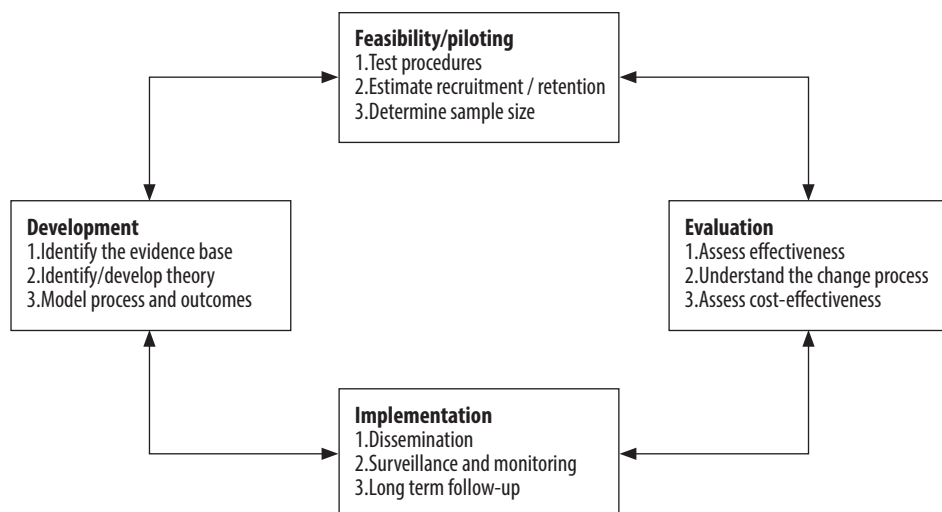 Feasibility/piloting
1.Test procedures
2.Estimate recruitment / retention
3.Determine sample size
Development
1.Identify the evidence base
2.Identify/develop theory
3.Model process and outcomes
Evaluation
1.Assess effectiveness
2.Understand the change process
3.Assess cost-effectiveness
Implementation
1.Dissemination
2.Surveillance and monitoring
3.Long term follow-up